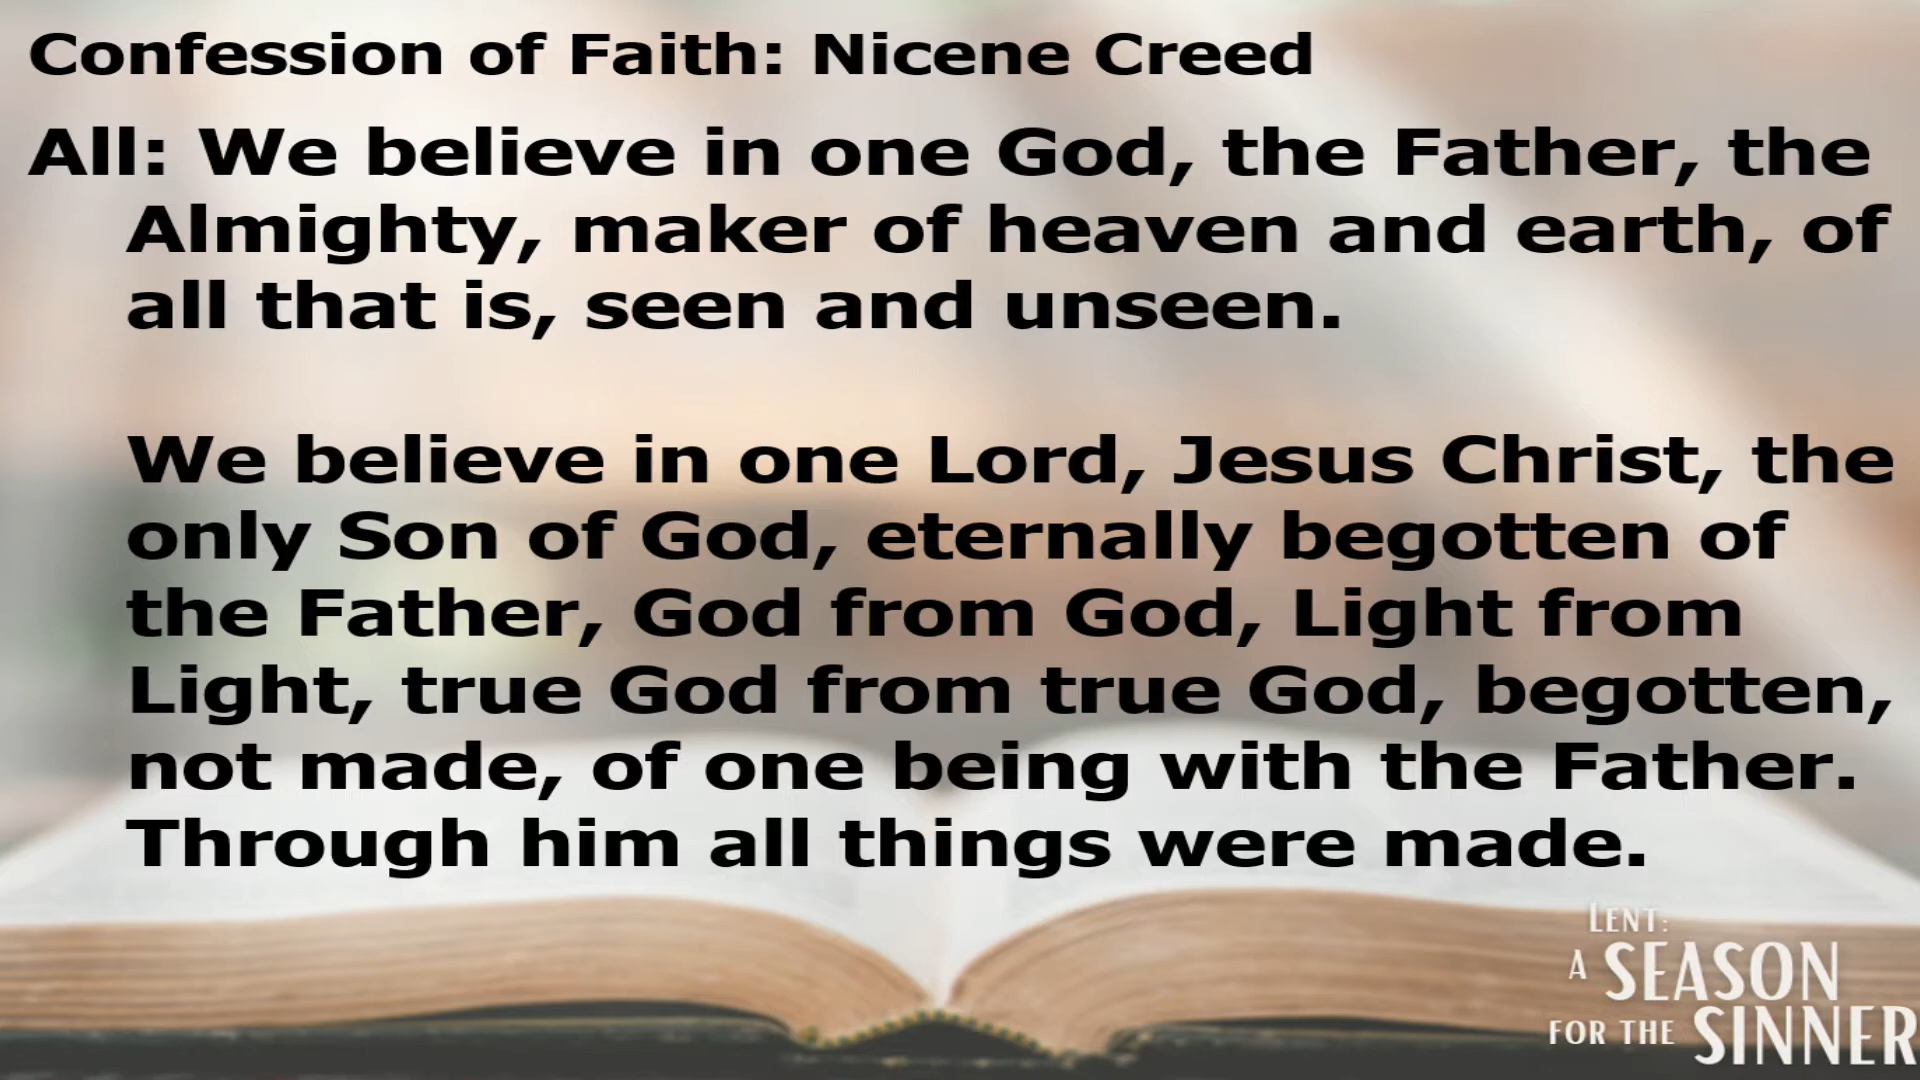 Confession of Faith: Nicene Creed
All: We believe in one God, the Father, the
Almighty, maker of heaven and earth, of
all that is, seen and unseen.
We believe in one Lord, Jesus Christ, the
only Son of God, eternally begotten of
the Father, God from God, Light from
Light, true God from true God, begotten,
not made, of one being with the Father.
Through him all things were made.
LENT:
A SEASON
FOR THE SINNER